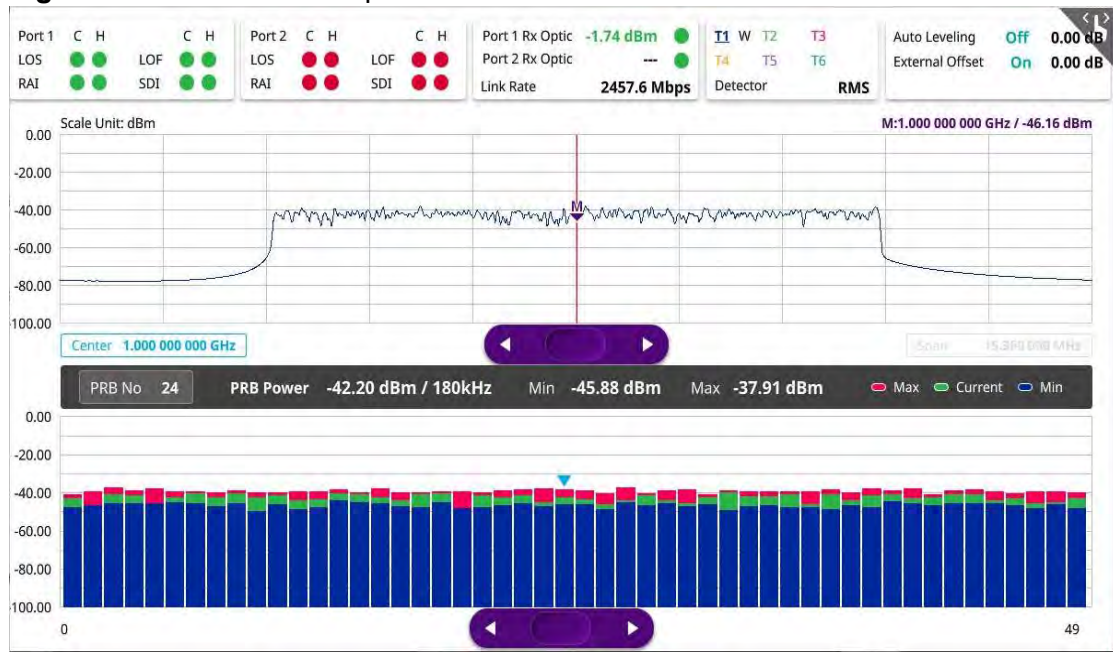 Port 1 C H C H
LOS LOF
RAI SDI
Port 2 C H C H
LOS LOF
RAI SDI
Port 1 Rx Optic -1.74 dBm
Port 2 Rx Optic ---
Link Rate 2457.6 Mbps
T1 W T2 T3
T4 T5 T6
Detector RMS
Auto Leveling Off 0.00 dB
External Offset On 0.00 dB
Scale Unit: dBm M:1.000 000 000 GHz / -46.16 dBm
0.00
-20.00
-40.00
M
-60.00
-80.00
100.00
Center 1.000 000 000 GHz Span 15.360 000 MHz
PRB No 24 PRB Power -42.20 dBm / 180kHz Min -45.88 dBm Max -37.91 dBm Max Current Min
0.00
-20.00
-40.00
-60.00
-80.00
100.00
0 49